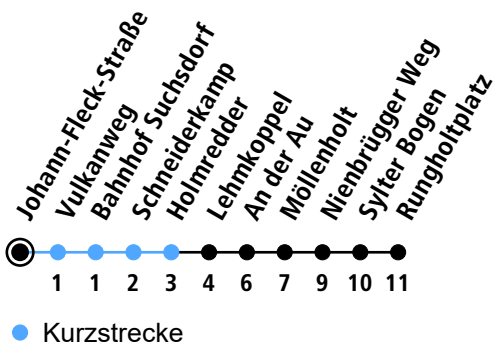 Johann-Fleck-Straße
Vulkanweg
Bahnhof Suchsdorf
Schneiderkamp
Holmredder
Lehmkoppel
An der Au
Möllenholt
Nienbrügger Weg
Sylter Bogen
Rungholtplatz
1 1 2 3 4 6 7 9 10 11
Kurzstrecke